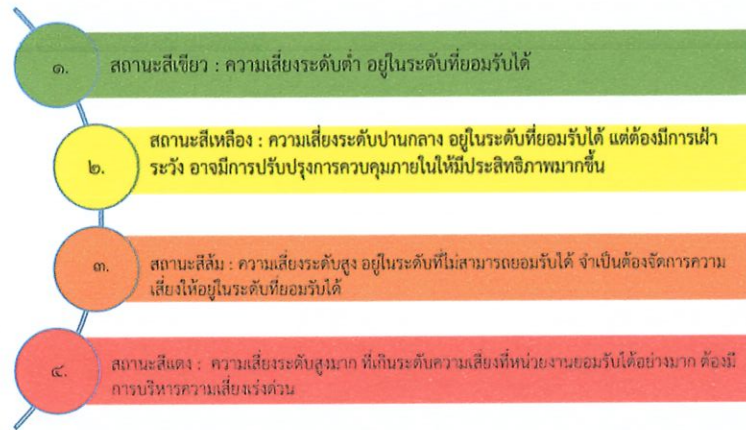 ๑. สถานะสีเขียว : ความเสี่ยงระดับต่ำ อยู่ในระดับที่ยอมรับได้
๒. สถานะสีเหลือง : ความเสี่ยงระดับปานกลาง อยู่ในระดับที่ยอมรับได้ แต่ต้องมีการเฝ้า
ระวัง อาจมีการปรับปรุงการควบคุมภายในให้มีประสิทธิภาพมากขึ้น
๓. สถานะสีส้ม : ความเสี่ยงระดับสูง อยู่ในระดับที่ไม่สามารถยอมรับได้ จำเป็นต้องจัดการความ
เสี่ยงให้อยู่ในระดับที่ยอมรับได้
๔. สถานะสีแดง : ความเสี่ยงระดับสูงมาก ที่เกินระดับความเสี่ยงที่หน่วยงานยอมรับได้อย่างมาก ต้องมี
การบริหารความเสี่ยงเร่งด่วน